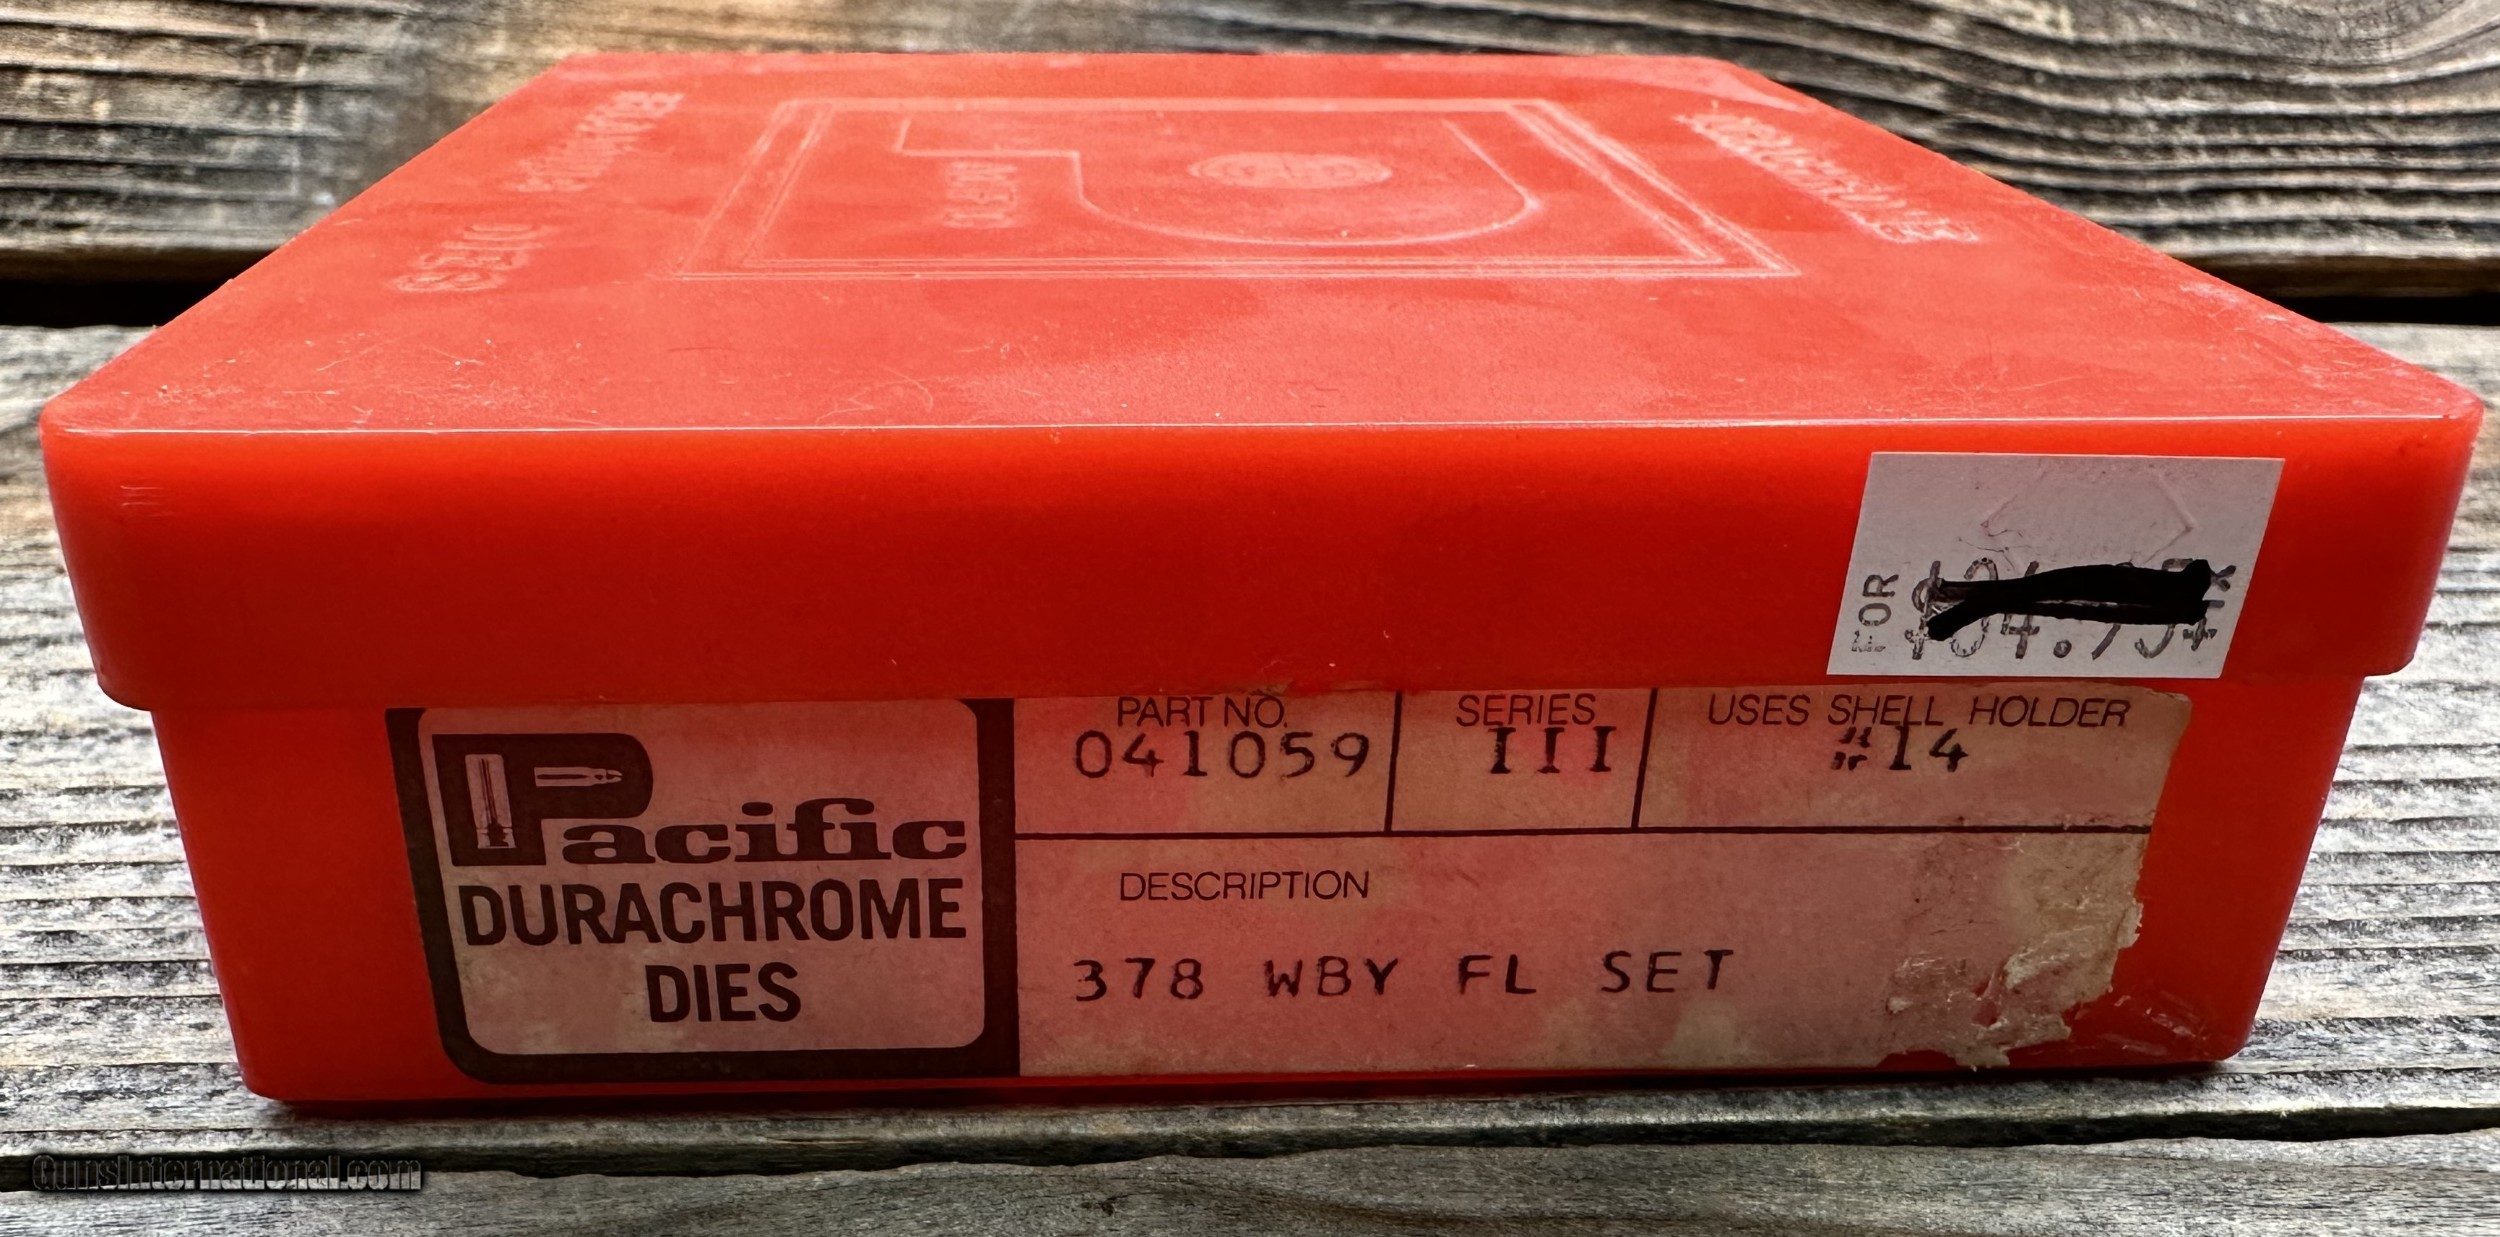 FOR
Pacific
DURACHROME
DIES
PART NO.
041059
SERIES
III
USES SHELL HOLDER
#14
DESCRIPTION
378 WBY FL SET
GunsInternational.com